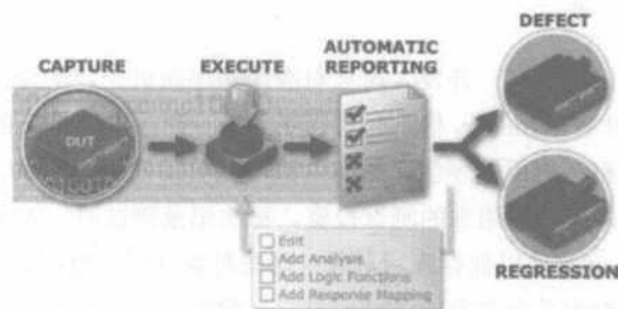 DEFECT
AUTOMATIC
REPORTING
CAPTURE
EXECUTE
DUT
Edit
Add Analysis
Add Logic Functions
Add Response Mapping
REGRESSION